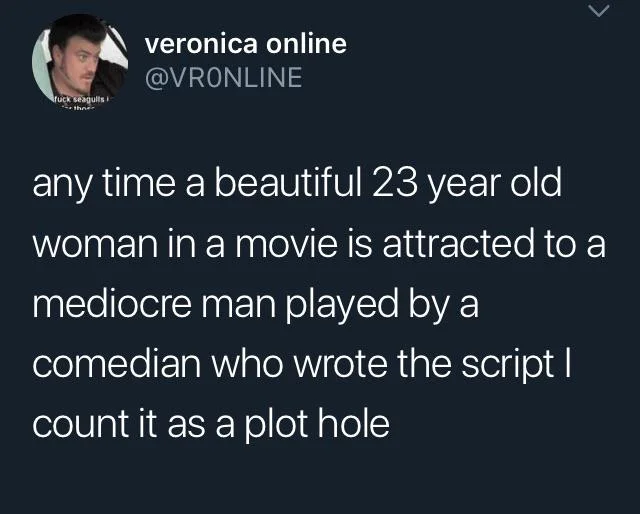 veronica online
@VR0NLINE
fuck seagulls
any time a beautiful 23 year old
woman in a movie is attracted to a
mediocre man played by a
comedian who wrote the script I
count it as a plot hole